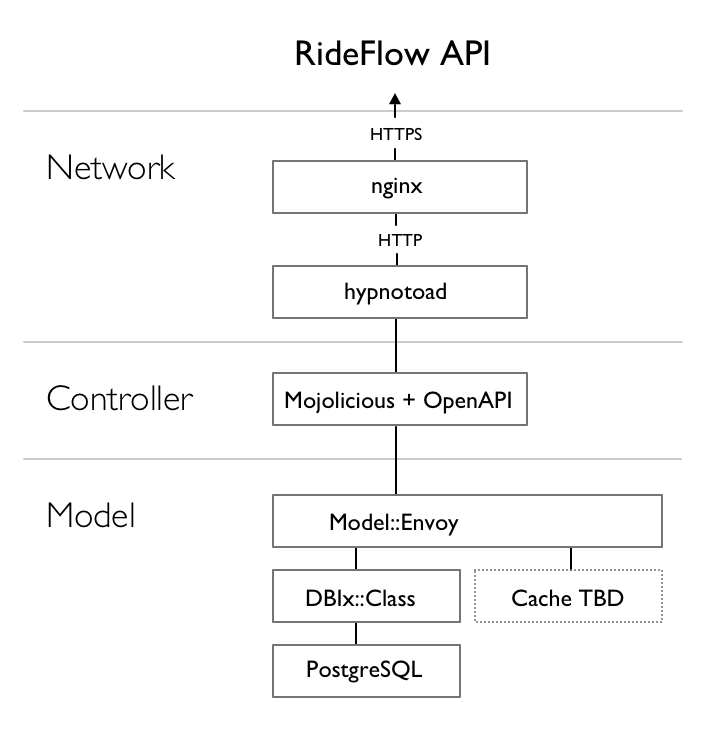 RideFlow API
HTTPS
Network
nginx
HTTP
hypnotoad
Controller
Mojolicious + OpenAPI
Model
Model::Envoy
DBIx::Class
Cache TBD
PostgreSQL